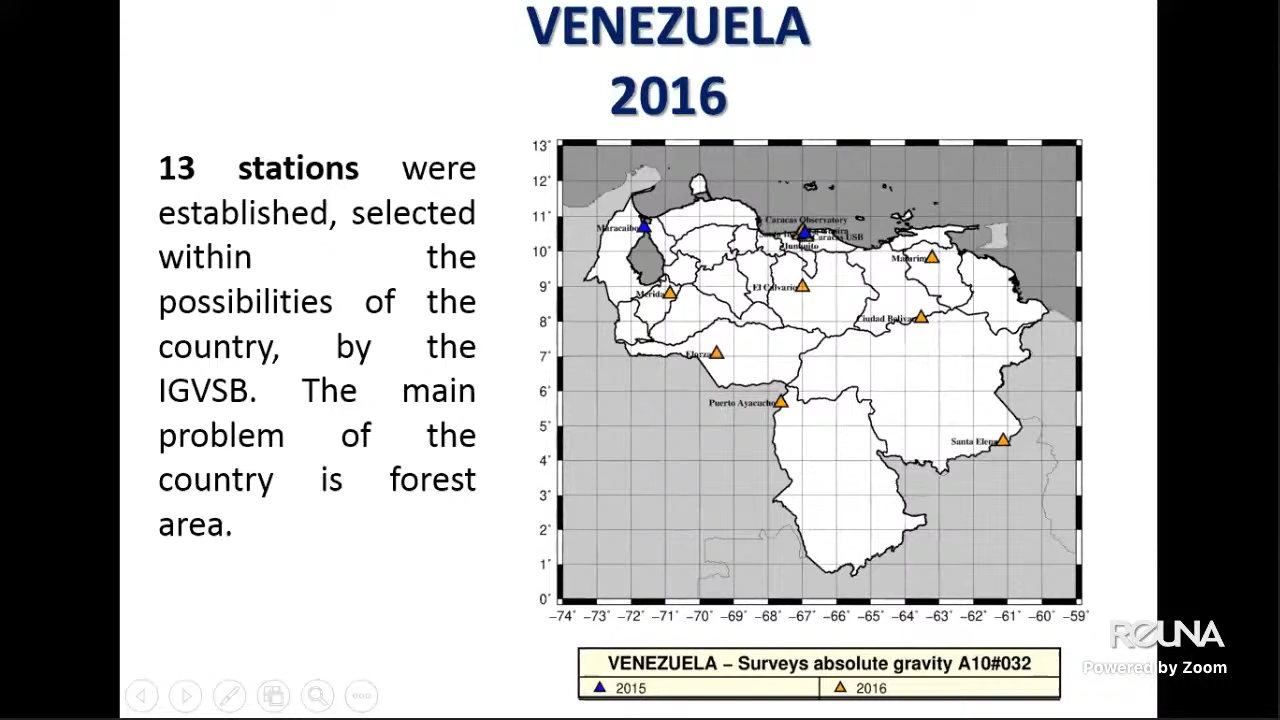 VENEZUELA
2016
13 stations were
established, selected
within the
possibilities of the
country, by the
IGVSB. The main
problem of the
country is forest
area.
13°
12°
11°
10°
9°
8°
7°
6°
5°
4°
3°
2°
1°
0°
Caracas Observatory
Maracaibo
Caracas USB
Junquito
Maturin
El Calvario
Merida
Ciudad Bolivar
Elorza
Puerto Ayacucho
Santa Elena
−74° −73° −72° −71° −70° −69° −68° −67° −66° −65° −64° −63° −62° −61° −60° −59°
VENEZUELA − Surveys absolute gravity A10#032
2015 2016
REUNA
Powered by Zoom